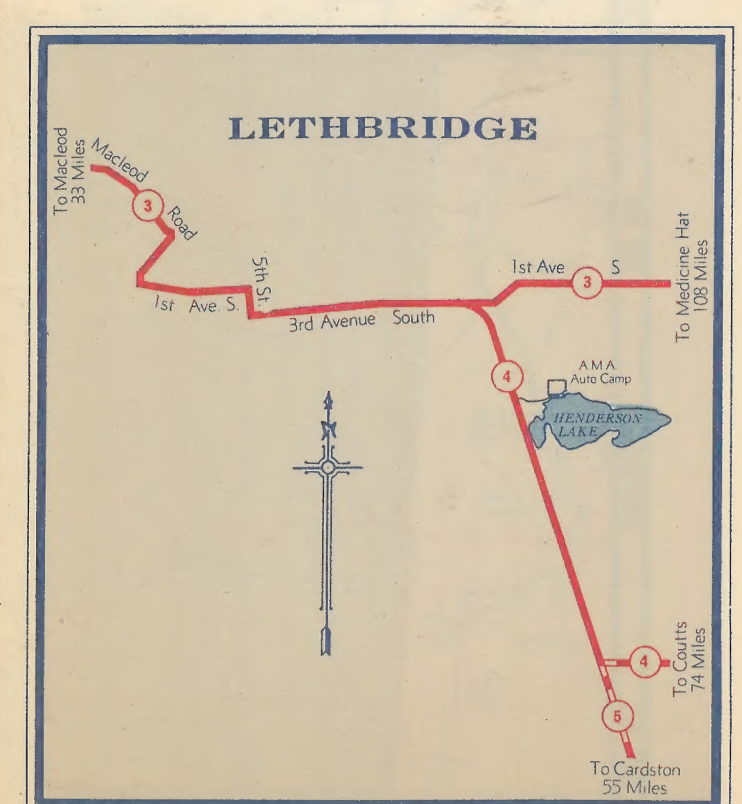 LETHBRIDGE
To Macleod
33 Miles
Macleod
3
Road
5th St.
1st Ave. S.
3rd Avenue South
1st Ave
3
S
To Medicine Hat
108 Miles
4
A.M.A.
Auto Camp
HENDERSON
LAKE
N
4
To Coutts
74 Miles
5
To Cardston
55 Miles